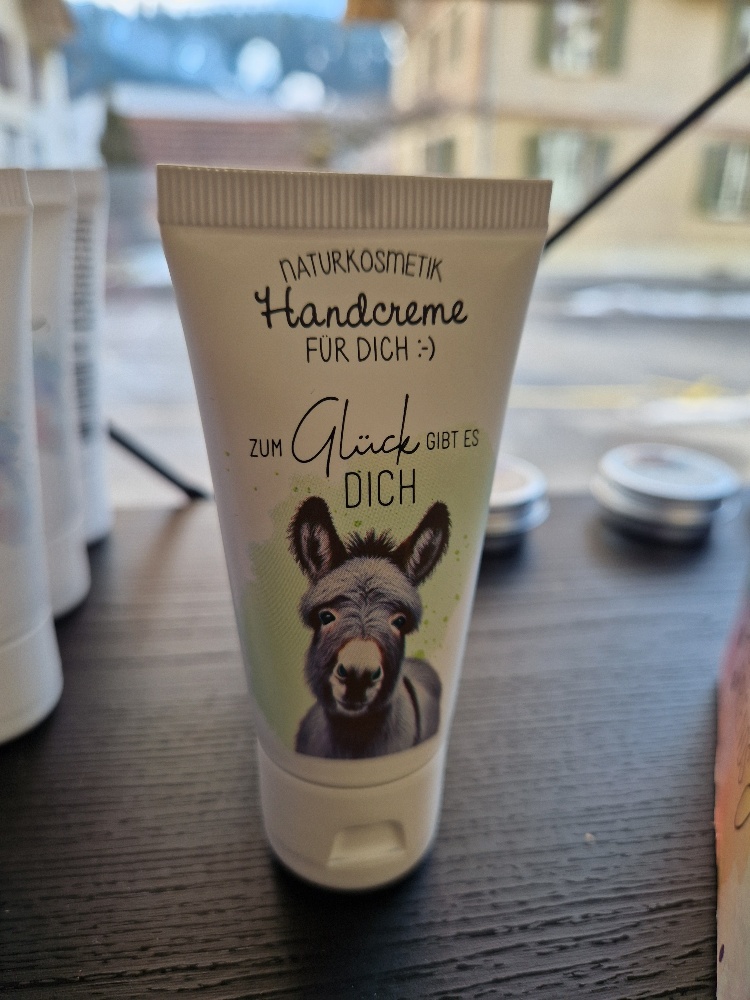 NATURKOSMETIK
Handcreme
FÜR DICH :-)
ZUM Glück GIBT ES
DICH